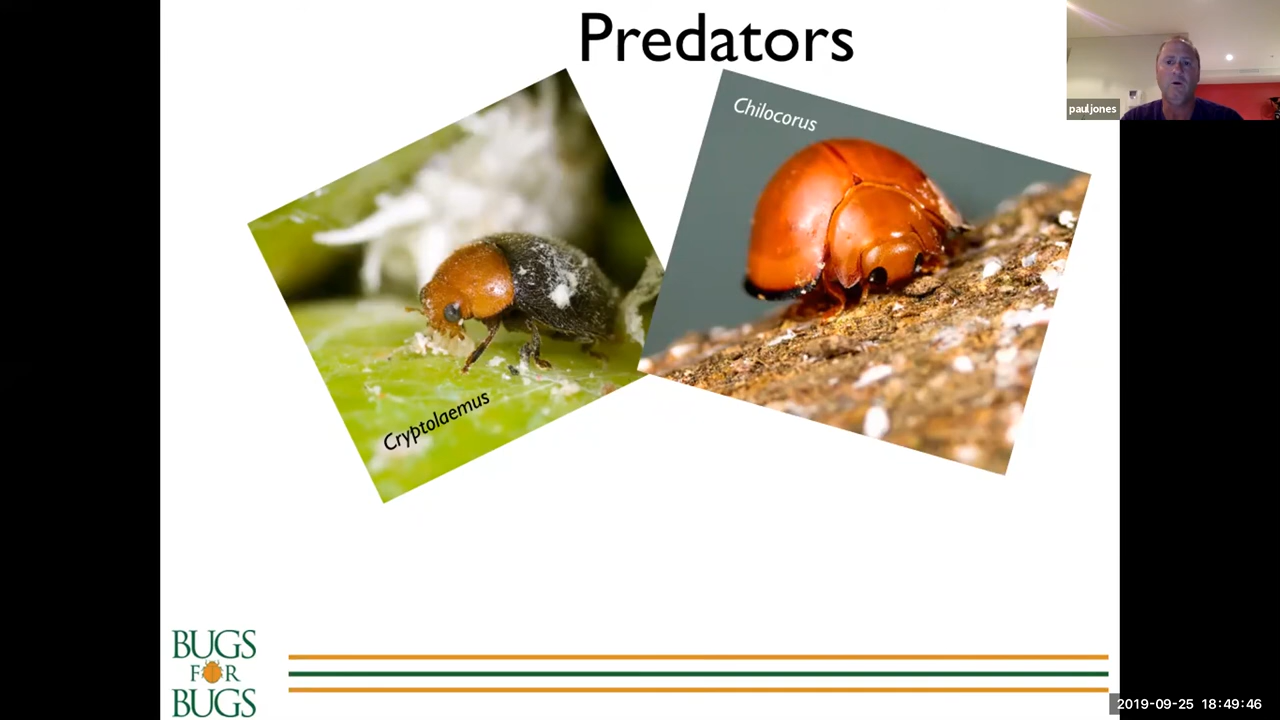 Predators
Chilocorus
pauljones
Cryptolaemus
BUGS
FOR
BUGS
2019-09-25 18:49:46